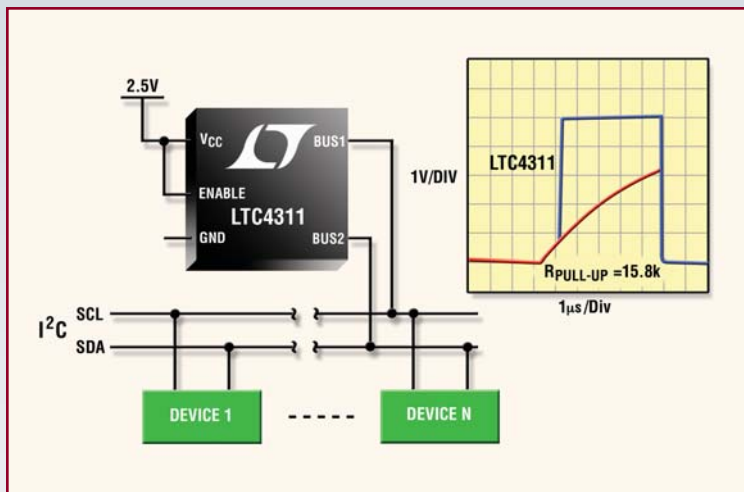 2.5V
VCC
BUS1
ENABLE
LTC4311
GND
BUS2
1V/DIV
LTC4311
RPULL-UP =15.8k
1µs/Div
I²C
SCL
SDA
DEVICE 1
DEVICE N